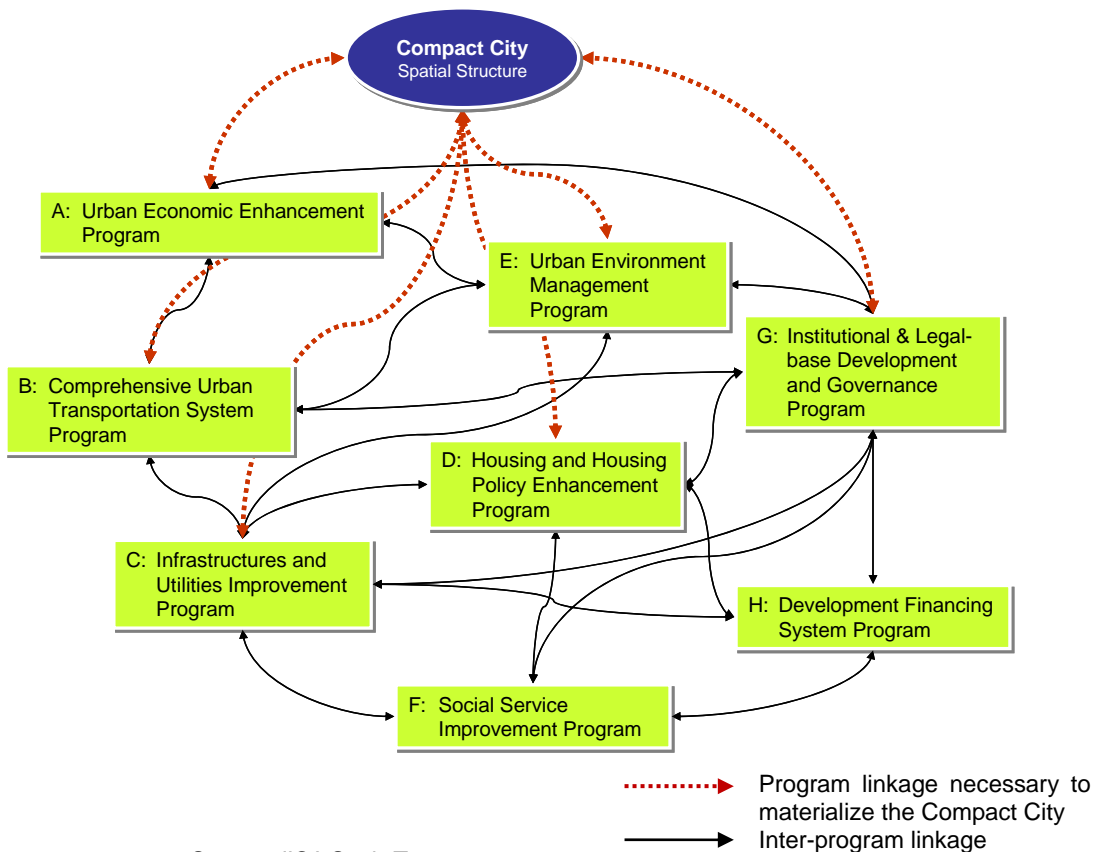 Compact City
Spatial Structure
A: Urban Economic Enhancement
Program
E: Urban Environment
Management
Program
G: Institutional & Legal-
base Development
and Governance
Program
B: Comprehensive Urban
Transportation System
Program
D: Housing and Housing
Policy Enhancement
Program
C: Infrastructures and
Utilities Improvement
Program
H: Development Financing
System Program
F: Social Service
Improvement Program
Program linkage necessary to
materialize the Compact City
Inter-program linkage